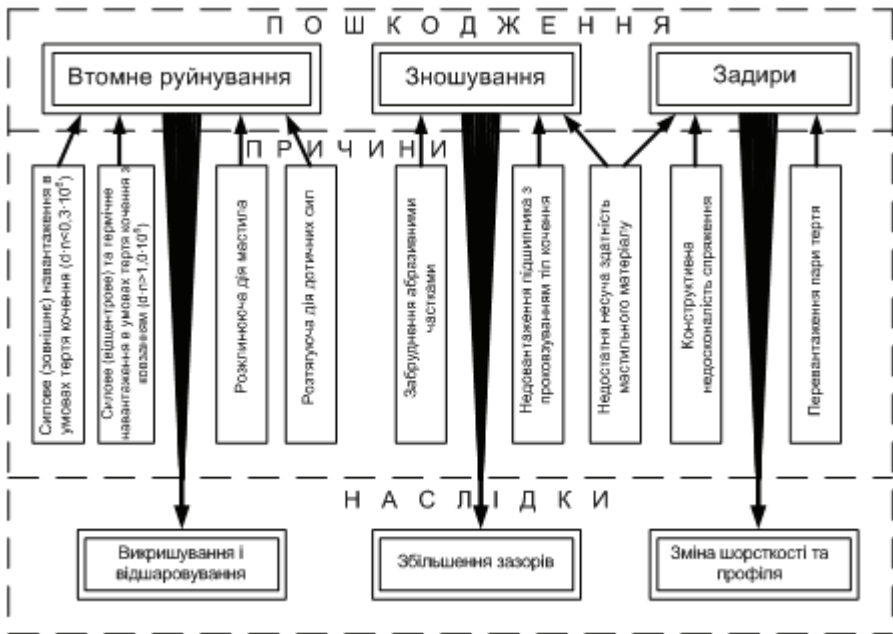 П О Ш К О Д Ж Е Н Н Я
Втомне руйнування
Зношування
Задири
П Р И Ч И Н И
Силове (зовнішнє) навантаження в
умовах тертя кочення (d·n<0,3·10⁶)
Силове (відцентрове) та термічне
навантаження в умовах тертя кочення з
ковзанням (d·n>1,0·10⁶)
Розклинююча дія мастила
Розтягуюча дія дотичних сил
Забруднення абразивними
частками
Недовантаження підшипника з
проковзуванням тіл кочення
Недостатня несуча здатність
мастильного матеріалу
Конструктивна
недосконалість спряження
Перевантаження пари тертя
Н А С Л І Д К И
Викришування і
відшаровування
Збільшення зазорів
Зміна шорсткості та
профіля